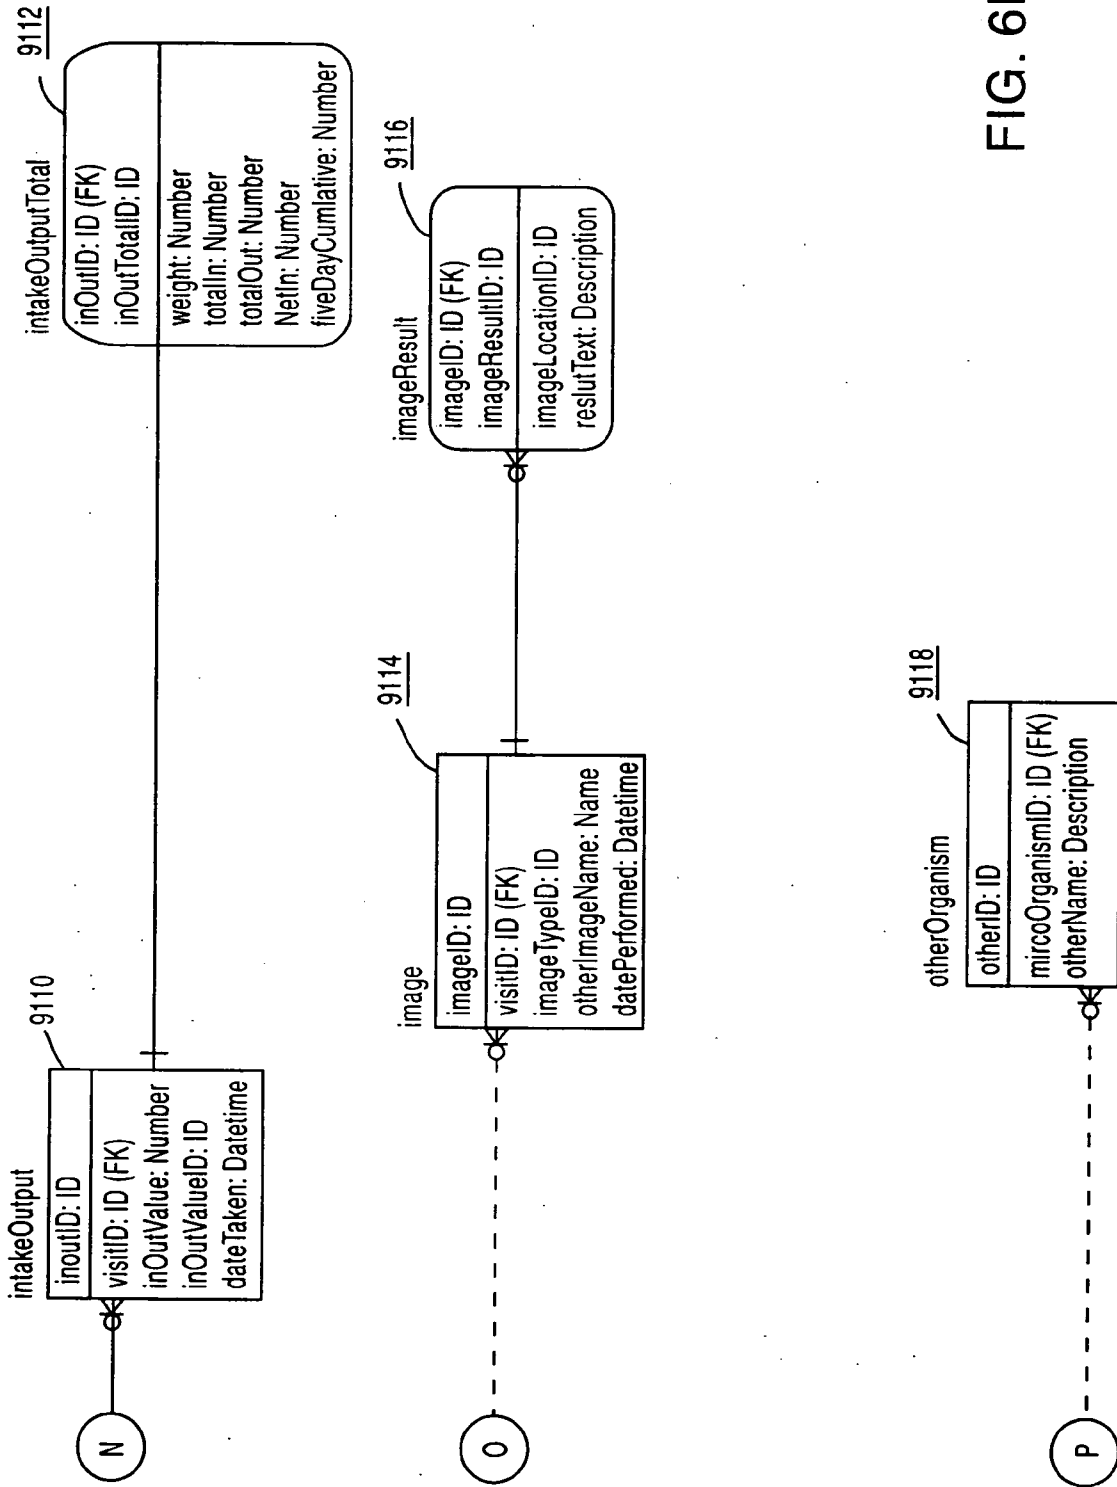 intakeOutput
9110
inoutID: ID
visitID: ID (FK)
inOutValue: Number
inOutValueID: ID
dateTaken: Datetime
N
intakeOutputTotal
9112
inOutID: ID (FK)
inOutTotalID: ID
weight: Number
totalIn: Number
totalOut: Number
NetIn: Number
fiveDayCumlative: Number
image
9114
imageID: ID
visitID: ID (FK)
imageTypeID: ID
otherImageName: Name
datePerformed: Datetime
O
imageResult
9116
imageID: ID (FK)
imageResultID: ID
imageLocationID: ID
reslutText: Description
otherOrganism
9118
otherID: ID
mircoOrganismID: ID (FK)
otherName: Description
P
FIG.